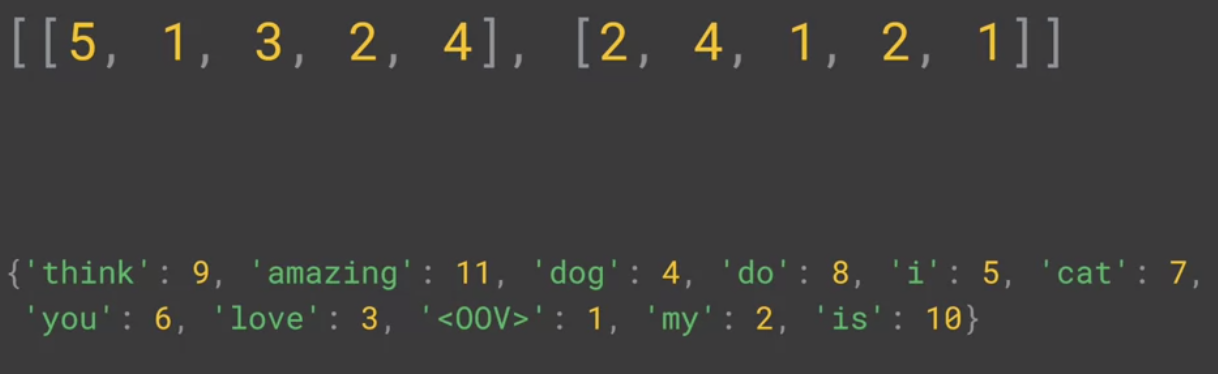 [[5, 1, 3, 2, 4], [2, 4, 1, 2, 1]]
{'think': 9, 'amazing': 11, 'dog': 4, 'do': 8, 'i': 5, 'cat': 7,
'you': 6, 'love': 3, '<OOV>': 1, 'my': 2, 'is': 10}